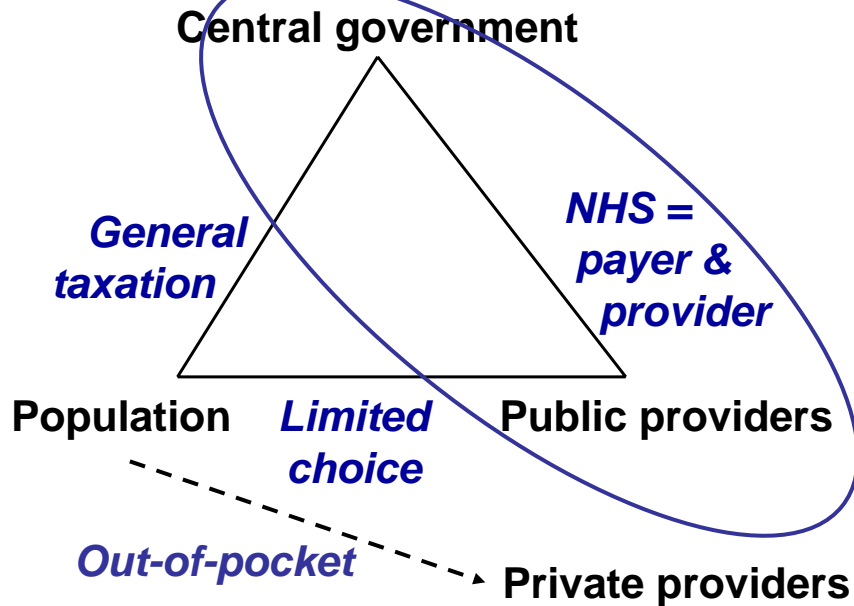 Central government
General
taxation
NHS =
payer &
provider
Population
Limited
choice
Public providers
Out-of-pocket
Private providers